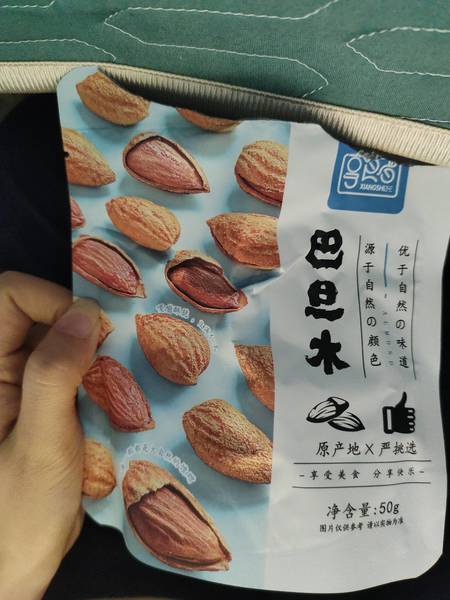 XIANGSHE
巴旦木
优于自然の味道
源于自然の颜色
ALMOND
原产地X严挑选
-享受美食 分享快乐-
净含量:50g
图片仅供参考 请以实物为准